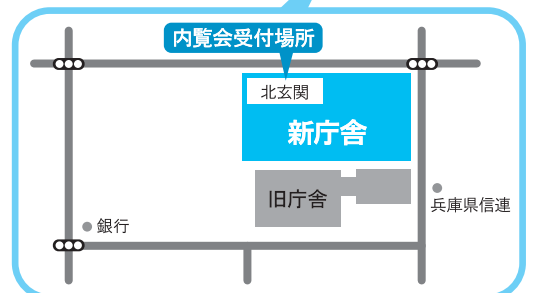 内覧会受付場所
北玄関
新庁舎
旧庁舎
兵庫県信連
銀行